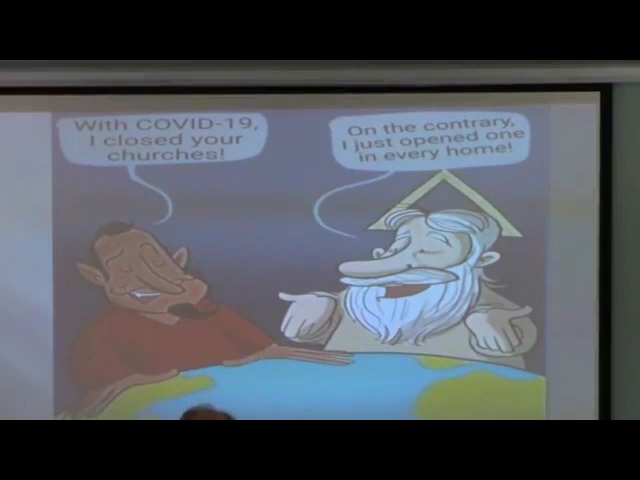 With COVID-19,
I closed your
churches!
On the contrary,
I just opened one
in every home!